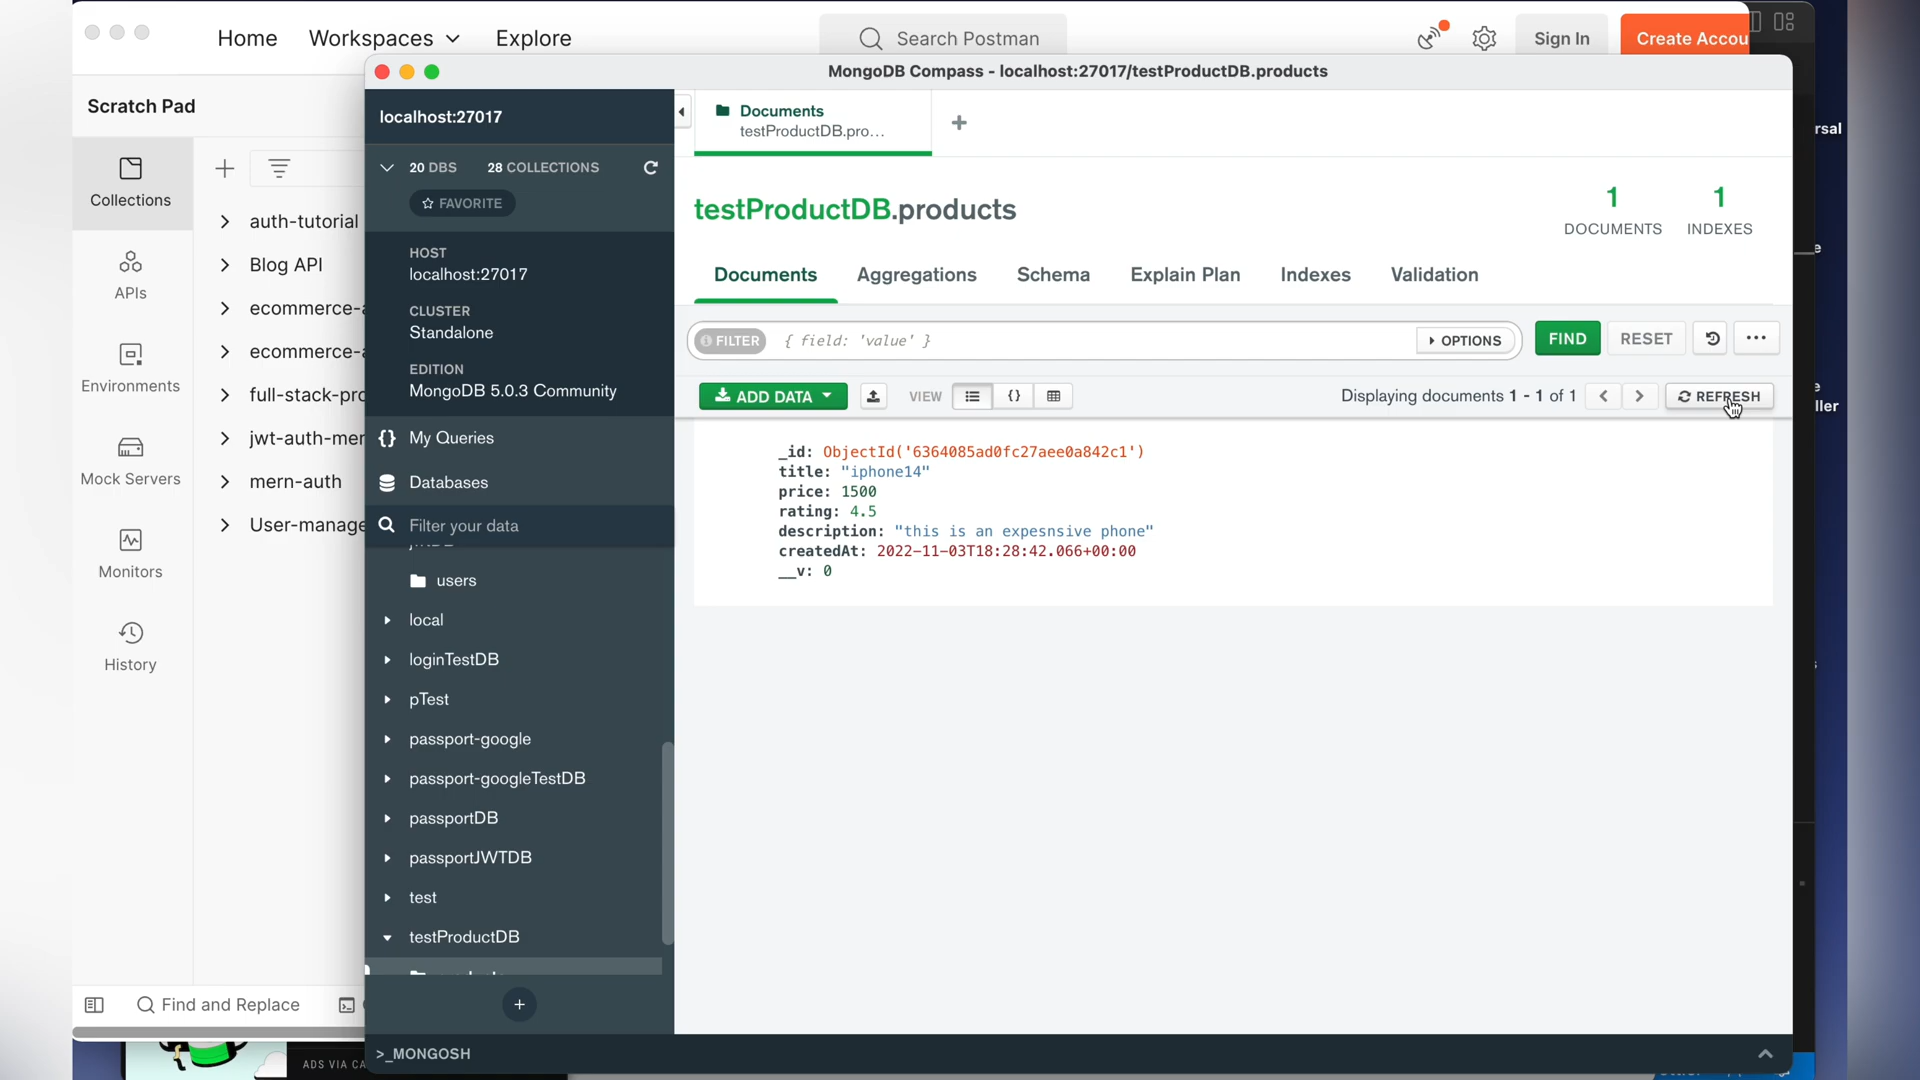 Home Workspaces Explore Search Postman Sign In Create Accou
Scratch Pad
Collections
APIs
Environments
Mock Servers
Monitors
History
auth-tutorial
Blog API
ecommerce-
ecommerce-
full-stack-pro
jwt-auth-mer
mern-auth
User-manage
Find and Replace
ADS VIA CA
MongoDB Compass - localhost:27017/testProductDB.products
localhost:27017
20 DBS 28 COLLECTIONS
FAVORITE
HOST
localhost:27017
CLUSTER
Standalone
EDITION
MongoDB 5.0.3 Community
{} My Queries
Databases
Filter your data
users
local
loginTestDB
pTest
passport-google
passport-googleTestDB
passportDB
passportJWTDB
test
testProductDB
+
>_MONGOSH
Documents
testProductDB.pro...
+
testProductDB.products
1
DOCUMENTS
1
INDEXES
Documents Aggregations Schema Explain Plan Indexes Validation
FILTER { field: 'value' } OPTIONS FIND RESET ...
ADD DATA VIEW {} Displaying documents 1 - 1 of 1 < > REFRESH
_id: ObjectId('6364085ad0fc27aee0a842c1')
title: "iphone14"
price: 1500
rating: 4.5
description: "this is an expesnsive phone"
createdAt: 2022-11-03T18:28:42.066+00:00
__v: 0
rsal
ller